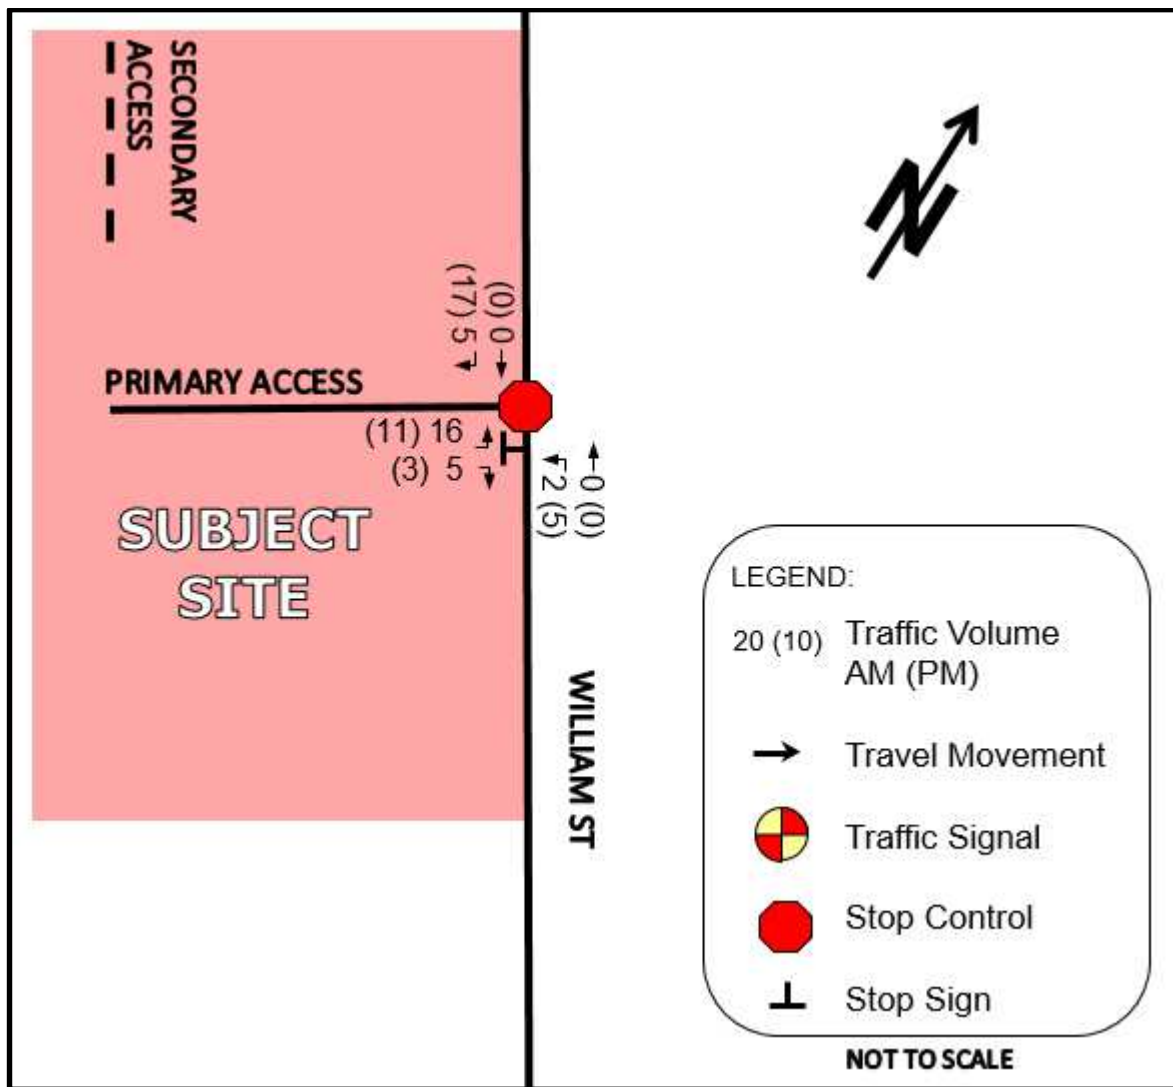 SECONDARY
ACCESS
N
(0) 0
(17) 5
PRIMARY ACCESS
(11) 16
(3) 5
0 (0)
2 (5)
SUBJECT
SITE
WILLIAM ST
LEGEND:
20 (10) Traffic Volume
AM (PM)
Travel Movement
Traffic Signal
Stop Control
Stop Sign
NOT TO SCALE